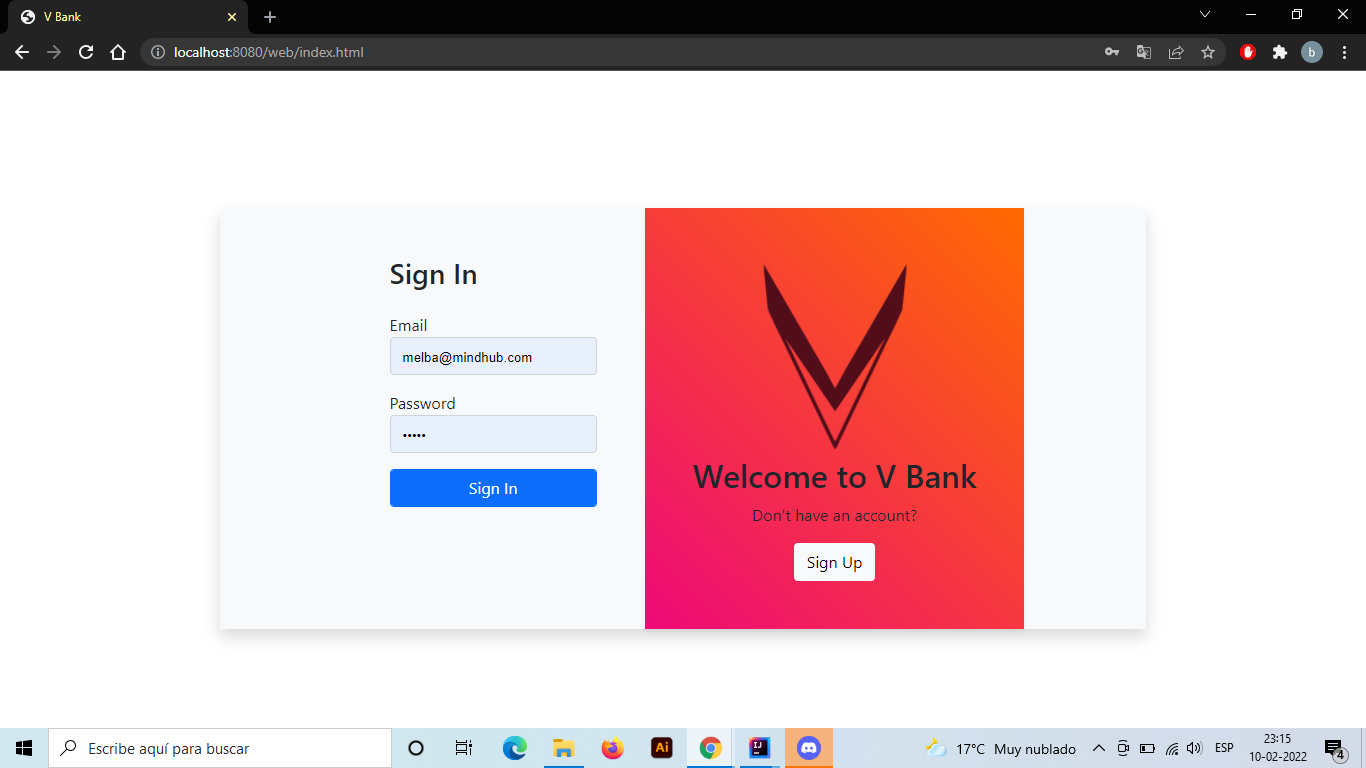 V Bank
localhost:8080/web/index.html
b
Sign In
Email
melba@mindhub.com
Password
•••••
Sign In
Welcome to V Bank
Don't have an account?
Sign Up
Escribe aquí para buscar
Ai
IJ
17°C Muy nublado
ESP
23:15
10-02-2022
4